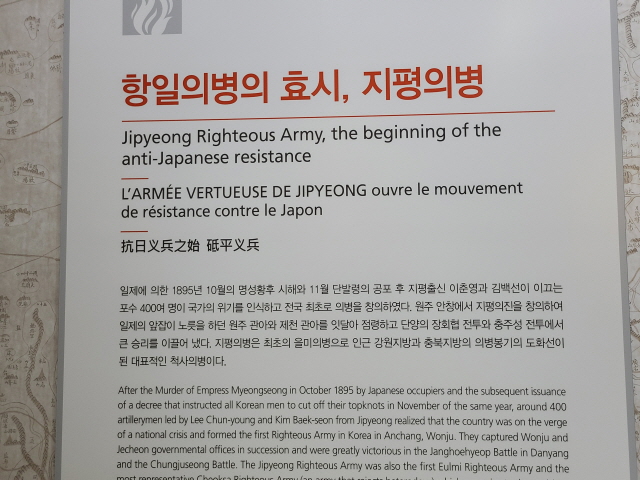 항일의병의 효시, 지평의병
Jipyeong Righteous Army, the beginning of the
anti-Japanese resistance
L'ARMÉE VERTUEUSE DE JIPYEONG ouvre le mouvement
de résistance contre le Japon
抗日义兵之始 砥平义兵
일제에 의한 1895년 10월의 명성황후 시해와 11월 단발령의 공포 후 지평출신 이춘영과 김백선이 이끄는
포수 400여 명이 국가의 위기를 인식하고 전국 최초로 의병을 창의하였다. 원주 안창에서 지평의진을 창의하여
일제의 앞잡이 노릇을 하던 원주 관아와 제천 관아를 잇달아 점령하고 단양의 장회협 전투와 충주성 전투에서
큰 승리를 이끌어 냈다. 지평의병은 최초의 을미의병으로 인근 강원지방과 충북지방의 의병봉기의 도화선이
된 대표적인 척사의병이다.
After the Murder of Empress Myeongseong in October 1895 by Japanese occupiers and the subsequent issuance
of a decree that instructed all Korean men to cut off their topknots in November of the same year, around 400
artillerymen led by Lee Chun-young and Kim Baek-seon from Jipyeong realized that the country was on the verge
of a national crisis and formed the first Righteous Army in Korea in Anchang, Wonju. They captured Wonju and
Jecheon governmental offices in succession and were greatly victorious in the Janghoehyeop Battle in Danyang
and the Chungjuseong Battle. The Jipyeong Righteous Army was also the first Eulmi Righteous Army and the
most representative Cheoksa Righteous Army (an army that rejects